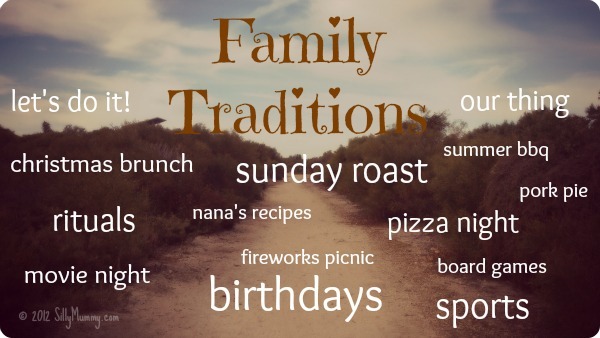 Family
Traditions
let's do it!
our thing
christmas brunch
sunday roast
summer bbq
pork pie
rituals
nana's recipes
pizza night
movie night
fireworks picnic
board games
birthdays
sports
© 2012 SillyMummy.com